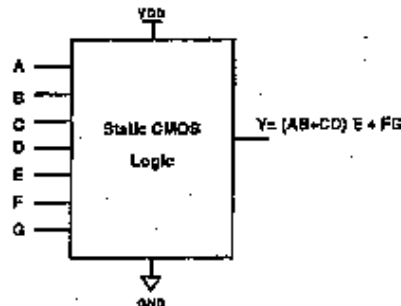 VDD
A
B
C
D
E
F
G
Static CMOS
Logic
Y= (AB+CD) E + FG
GND